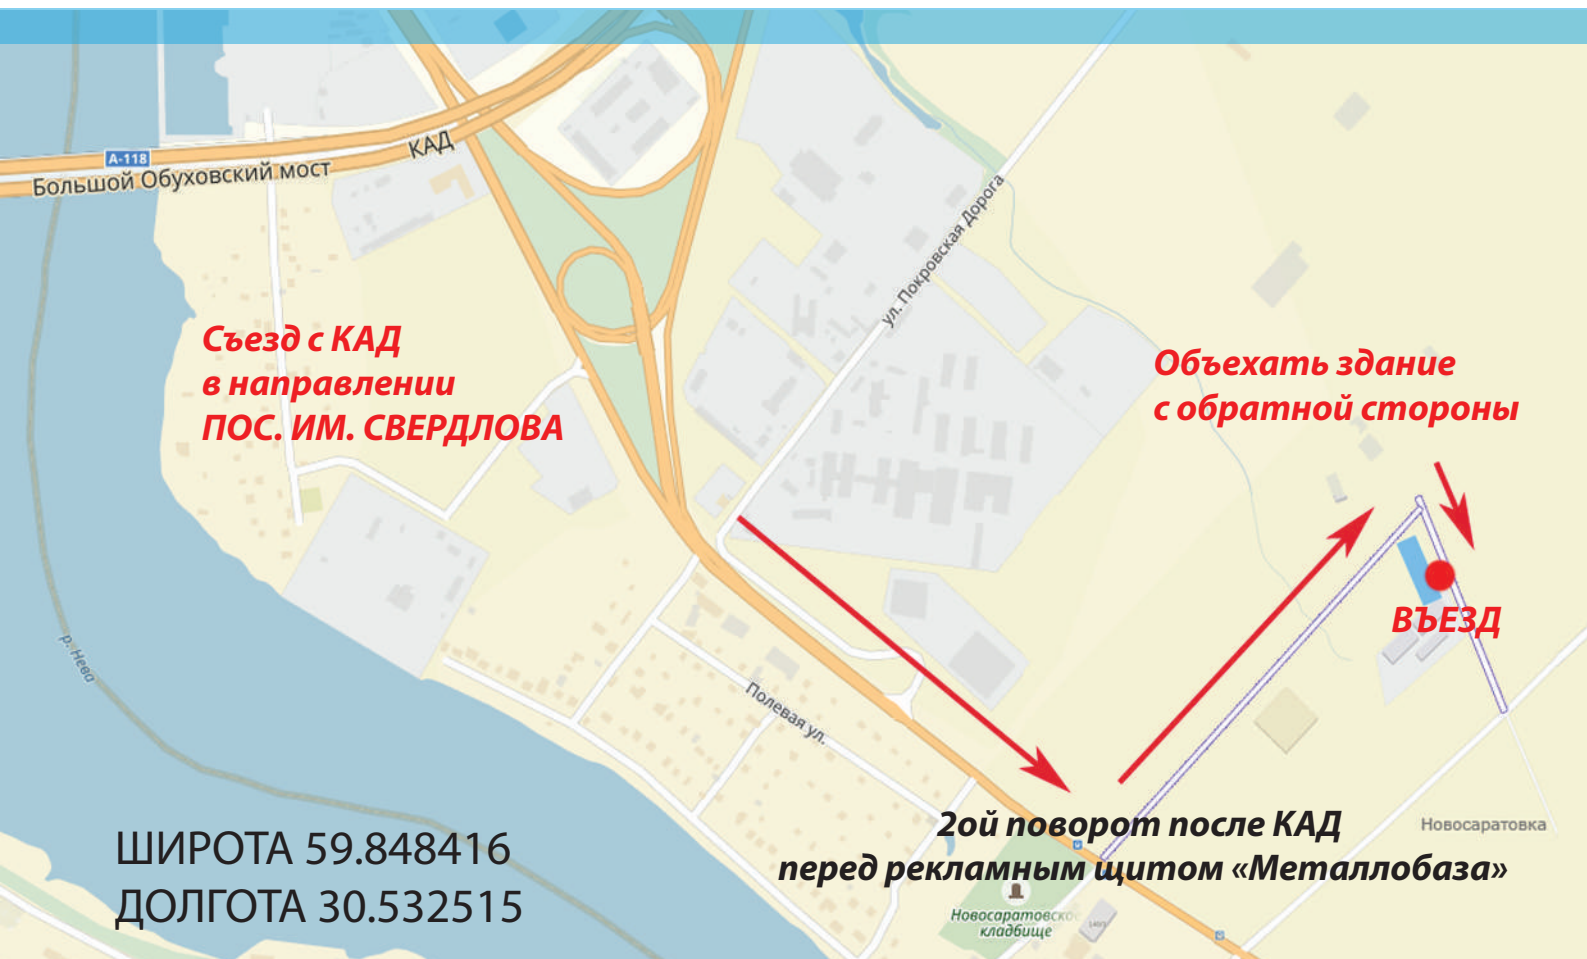 А-118
КАД
Большой Обуховский мост
ул. Покровская Дорога
Съезд с КАД
в направлении
ПОС. ИМ. СВЕРДЛОВА
Объехать здание
с обратной стороны
ВЪЕЗД
р. Нева
Полевая ул.
2ой поворот после КАД
перед рекламным щитом «Металлобаза»
Новосаратовка
ШИРОТА 59.848416
ДОЛГОТА 30.532515
Новосаратовско
кладбище